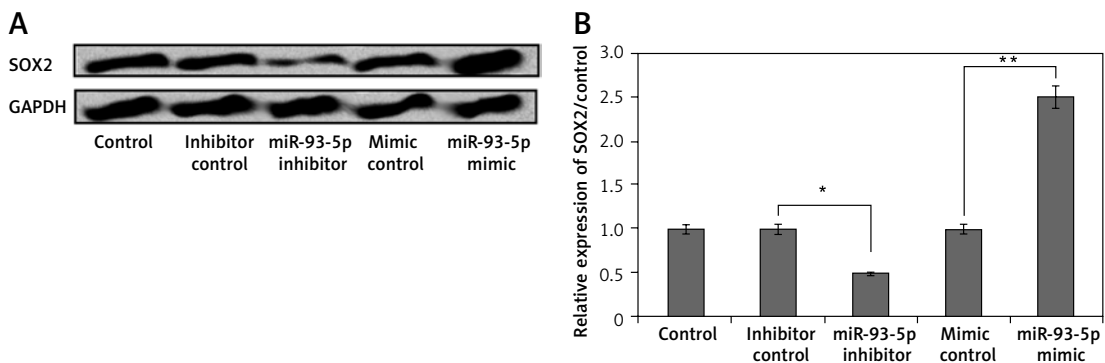 A
SOX2
GAPDH
Control
Inhibitor
control
miR-93-5p
inhibitor
Mimic
control
miR-93-5p
mimic
B
Relative expression of SOX2/control
3.0
2.5
2.0
1.5
1.0
0.5
0
*
**
Control
Inhibitor
control
miR-93-5p
inhibitor
Mimic
control
miR-93-5p
mimic